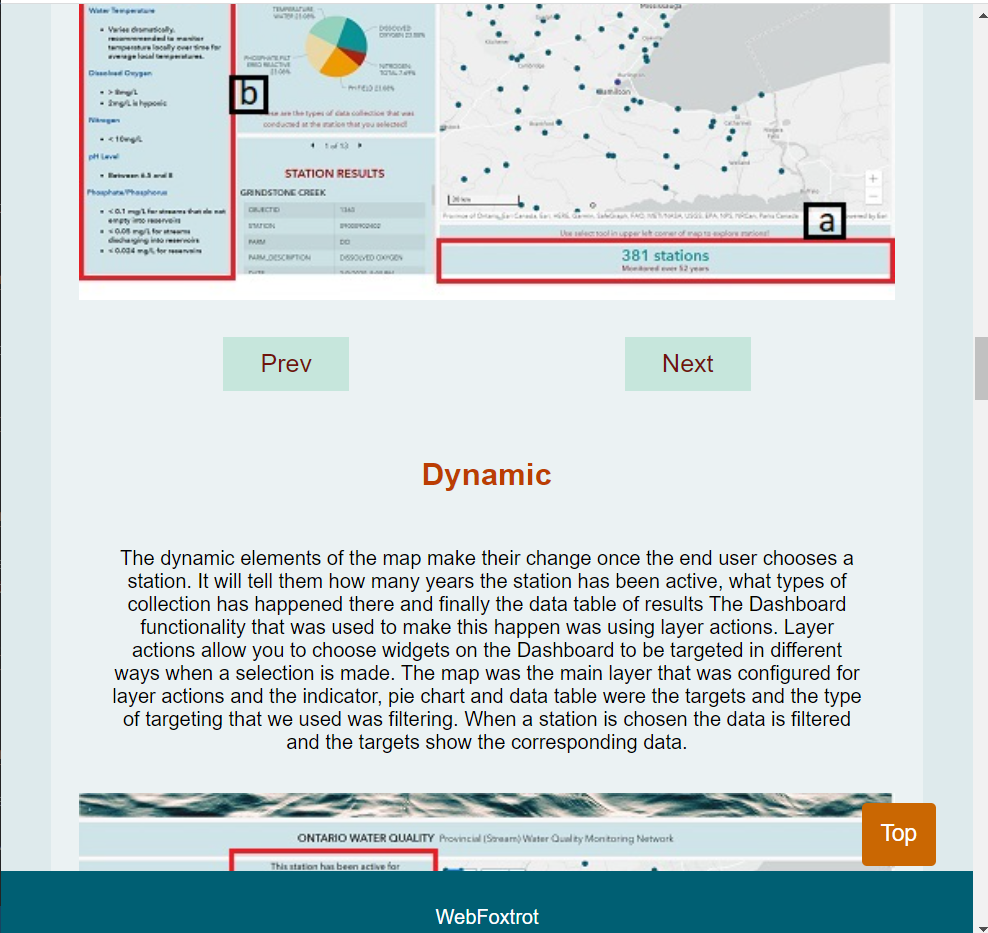 Water Temperature
Varies dramatically,
recommended to monitor
temperature locally over time for
average local temperatures.
Dissolved Oxygen
> 8mg/L
2mg/L is hypoxic
Nitrogen
< 10mg/L
pH Level
Between 6.5 and 8
Phosphate/Phosphorus
< 0.1 mg/L for streams that do not
empty into reservoirs
< 0.05 mg/L for streams
discharging into reservoirs
< 0.024 mg/L for reservoirs
b
TEMPERATURE,
WATER 23.08%
DISSOLVED
OXYGEN 23.08%
NITROGEN;
TOTAL 7.69%
PH FIELD 23.08%
23.08%
are the types of data collection that was
conducted at the station that you selected!
1 of 13
STATION RESULTS
GRINDSTONE CREEK
OBJECTID 1360
STATION
PARM DO
PARM_DESCRIPTION DISSOLVED OXYGEN
DATE
Mississauga
Oakville
Cambridge
Burlington
Hamilton
Brantford
St
Catharines
Niagara
Falls
Welland
Buffalo
+
−
a
Use select tool in upper left corner of map to explore stations!
381 stations
Monitored over 52 years
Prev
Next
Dynamic
The dynamic elements of the map make their change once the end user chooses a
station. It will tell them how many years the station has been active, what types of
collection has happened there and finally the data table of results The Dashboard
functionality that was used to make this happen was using layer actions. Layer
actions allow you to choose widgets on the Dashboard to be targeted in different
ways when a selection is made. The map was the main layer that was configured for
layer actions and the indicator, pie chart and data table were the targets and the type
of targeting that we used was filtering. When a station is chosen the data is filtered
and the targets show the corresponding data.
ONTARIO WATER QUALITY Provincial (Stream) Water Quality Monitoring Network
This station has been active for
Top
WebFoxtrot